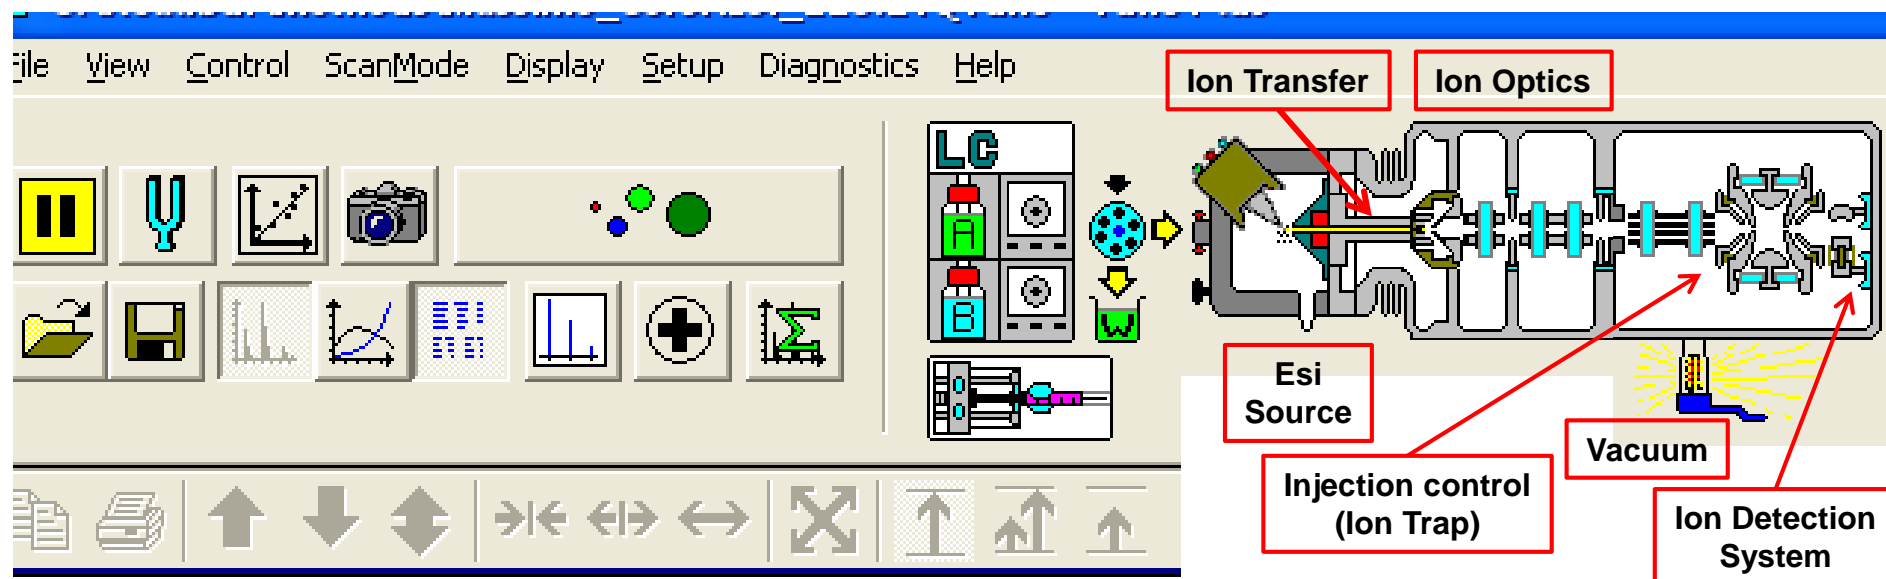 File View Control ScanMode Display Setup Diagnostics Help
Ion Transfer
Ion Optics
LC
A
B
W
Esi
Source
Vacuum
Injection control
(Ion Trap)
Ion Detection
System